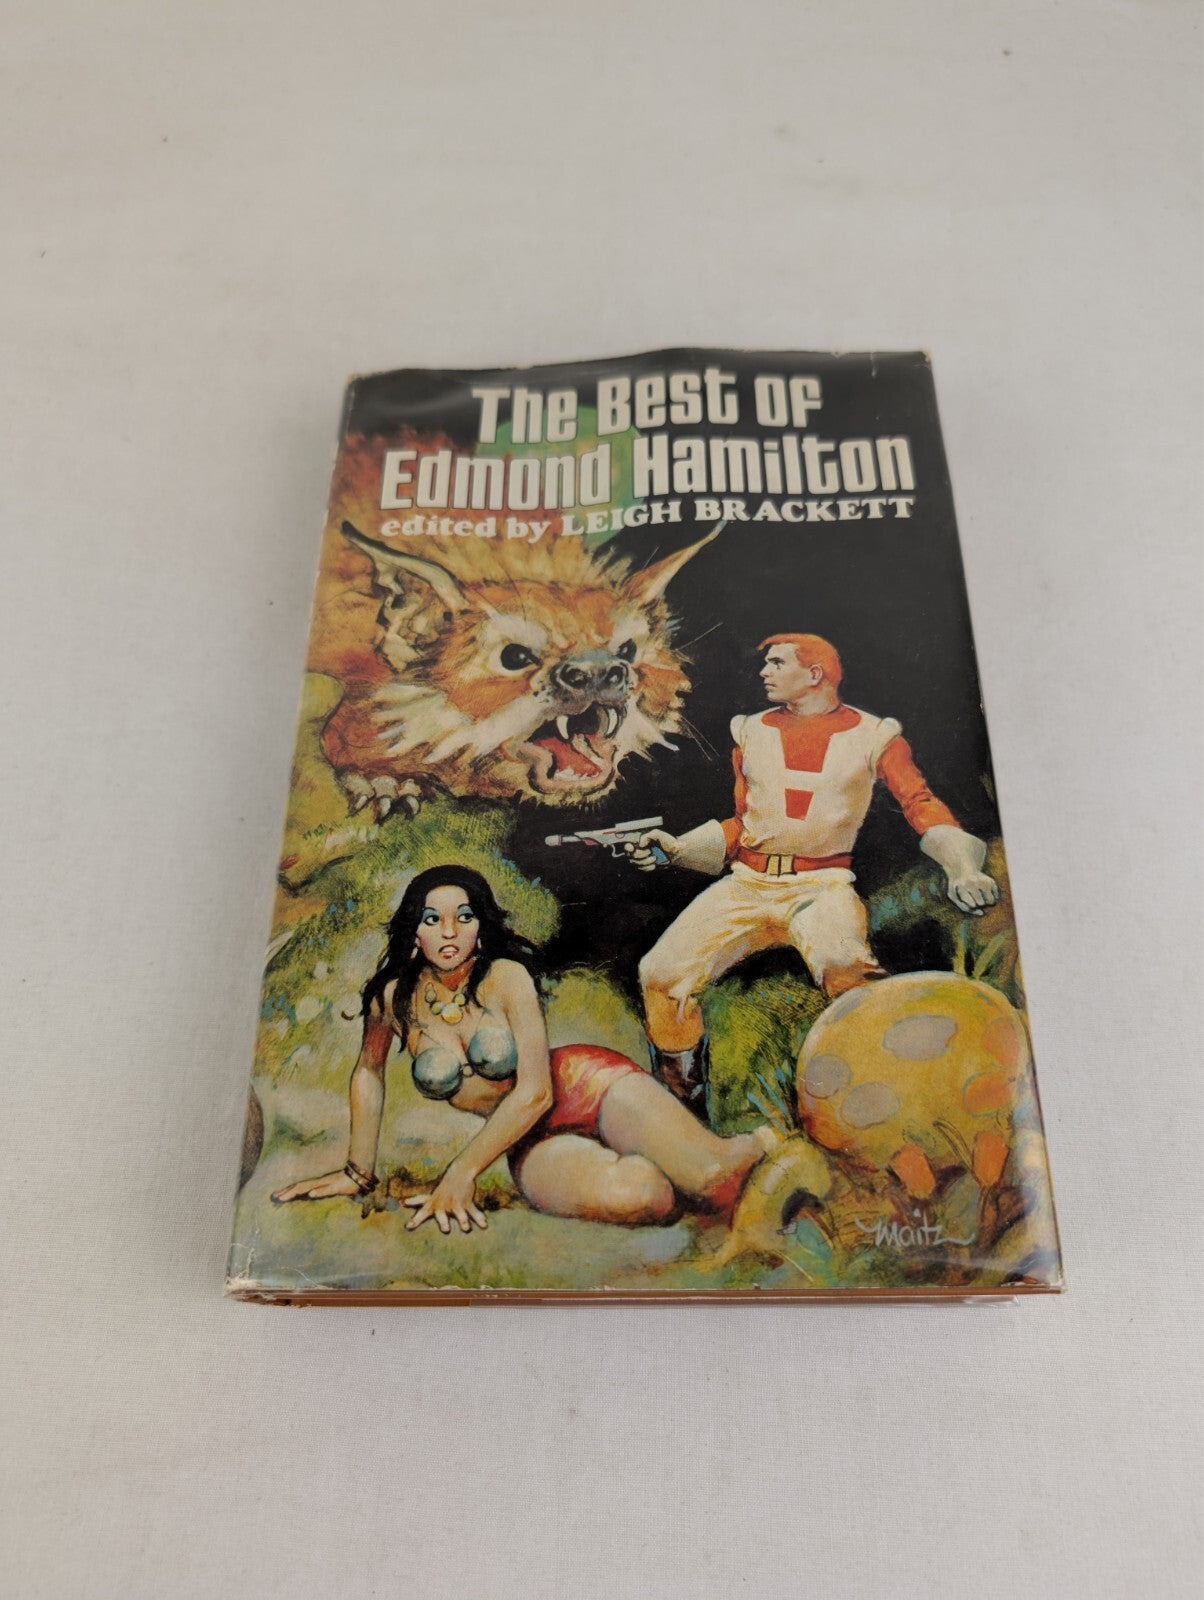 The Best of
Edmond Hamilton
edited by LEIGH BRACKETT
Maitz